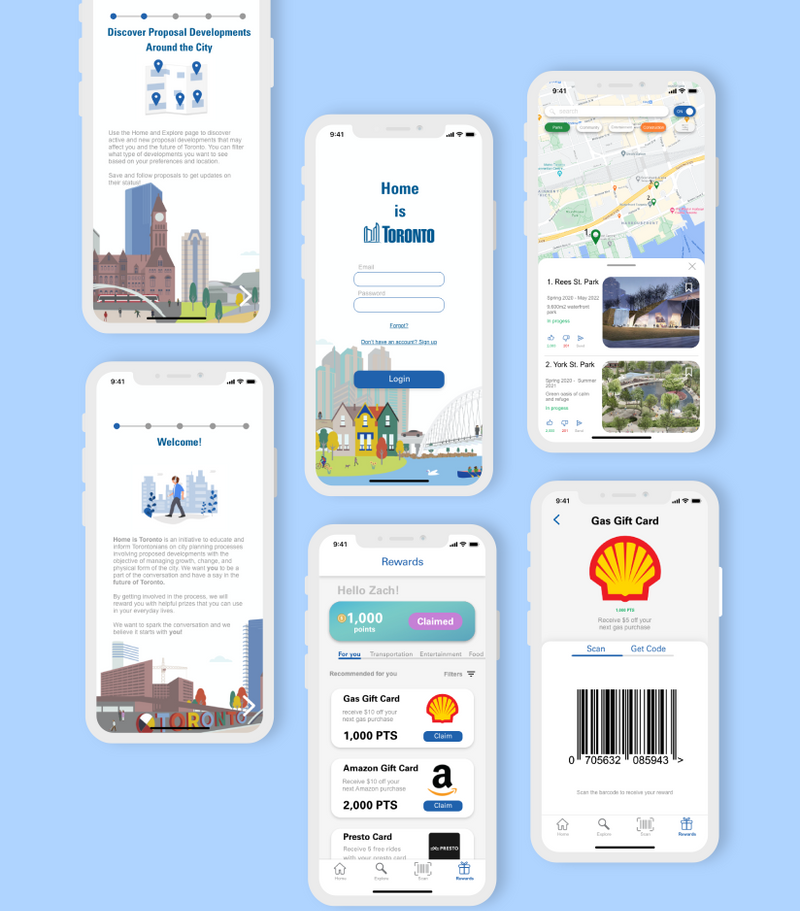 Discover Proposal Developments
Around the City
Use the Home and Explore page to discover
active and new proposal developments that may
affect you and the future of Toronto. You can filter
what type of developments you want to see
based on your preferences and location.
Save and follow proposals to get updates on
their status!
9:41
Welcome!
Home is Toronto is an initiative to educate and
inform Torontonians on city planning processes
involving proposed developments with the
objective of managing growth, change, and
physical form of the city. We want you to be a
part of the conversation and have a say in the
future of Toronto.
By getting involved in the process, we will
reward you with helpful prizes that you can use
in your everyday lives.
We want to spark the conversation and we
believe it starts with you!
TORONTO
9:41
Home
is
TORONTO
Email
Password
Forgot?
Don't have an account? Sign up
Login
9:41
Rewards
Hello Zach!
1,000
points
Claimed
For you
Transportation
Entertainment
Food
Recommended for you
Filters
Gas Gift Card
receive $10 off your
next gas purchase
1,000 PTS
Claim
Amazon Gift Card
Receive $10 off your
next Amazon purchase
2,000 PTS
Claim
Presto Card
Receive 5 free rides
with your presto card
PRESTO
Home
Explore
Scan
Rewards
9:41
search
ON
Parks
Community
Commercial
Construction
1.
2.
1. Rees St. Park
Spring 2020 - May 2022
3,600m2 waterfront
park
In progress
Send
2. York St. Park
Spring 2020 - Summer
2021
Green oasis of calm
and refuge
In progress
Send
9:41
Gas Gift Card
1,000 PTS
Receive $5 off your
next gas purchase
Scan
Get Code
0 705632 085943 >
Scan the barcode to receive your reward
Home
Explore
Scan
Rewards